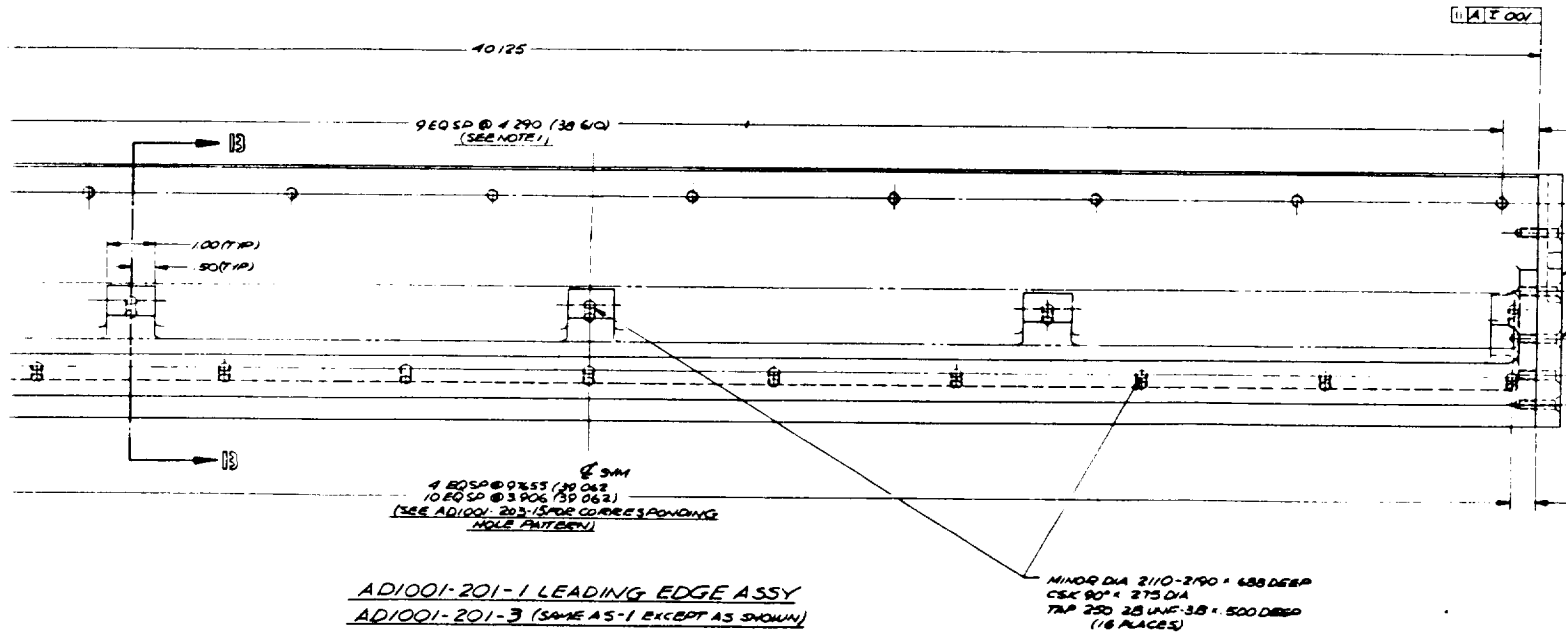 A I 001
40 125
9 EQ SP @ 4 290 (38 610)
(SEE NOTE 1)
B
1.00 (TYP)
.50 (TYP)
B
℄ SYM
4 EQ SP @ 9.7655 (39 062
10 EQ SP @ 3.906 (39 062)
(SEE AD1001-203-15 FOR CORRESPONDING
HOLE PATTERN)
MINOR DIA 2110-2190 × 688 DEEP
CSK 90° × 275 DIA
TAP 250 28 UNF-3B × .500 DEEP
(16 PLACES)
AD1001-201-1 LEADING EDGE ASSY
AD1001-201-3 (SAME AS -1 EXCEPT AS SHOWN)